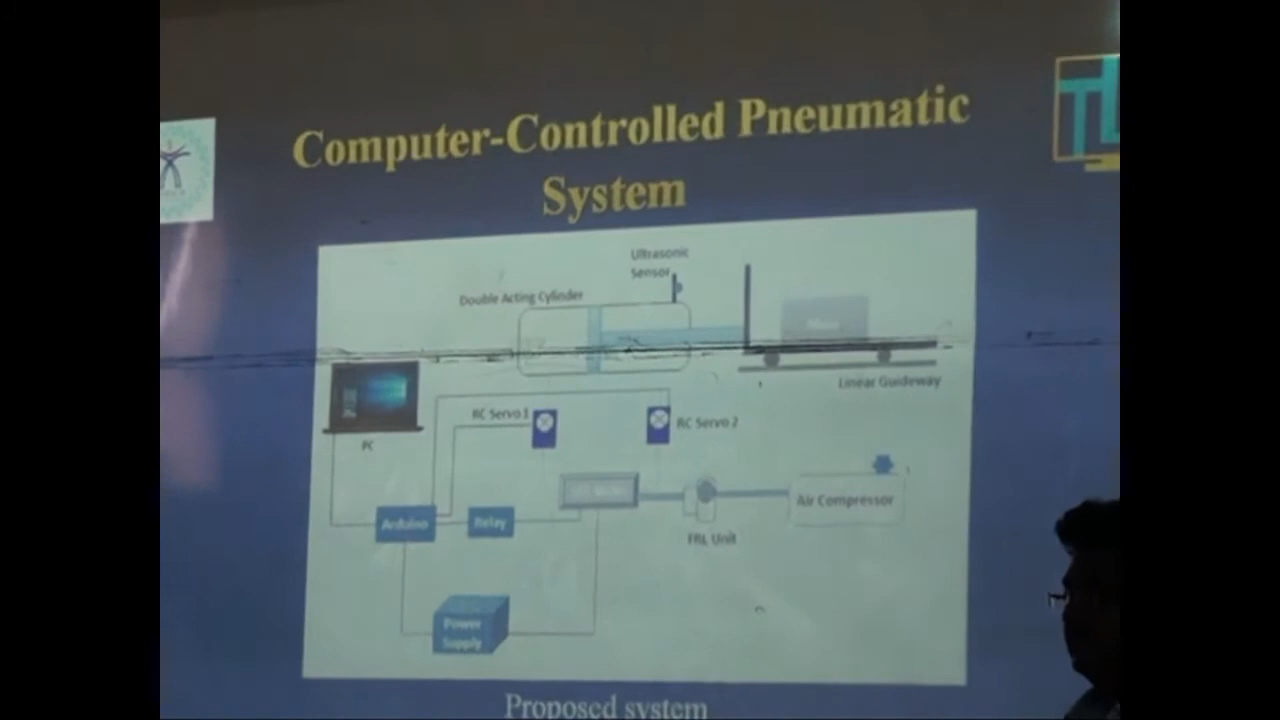 Computer-Controlled Pneumatic
System
Ultrasonic
Sensor
Double Acting Cylinder
Linear Guideway
PC
RC Servo 1
RC Servo 2
Arduino
Relay
Air Compressor
FRL Unit
Power
Supply
Proposed system